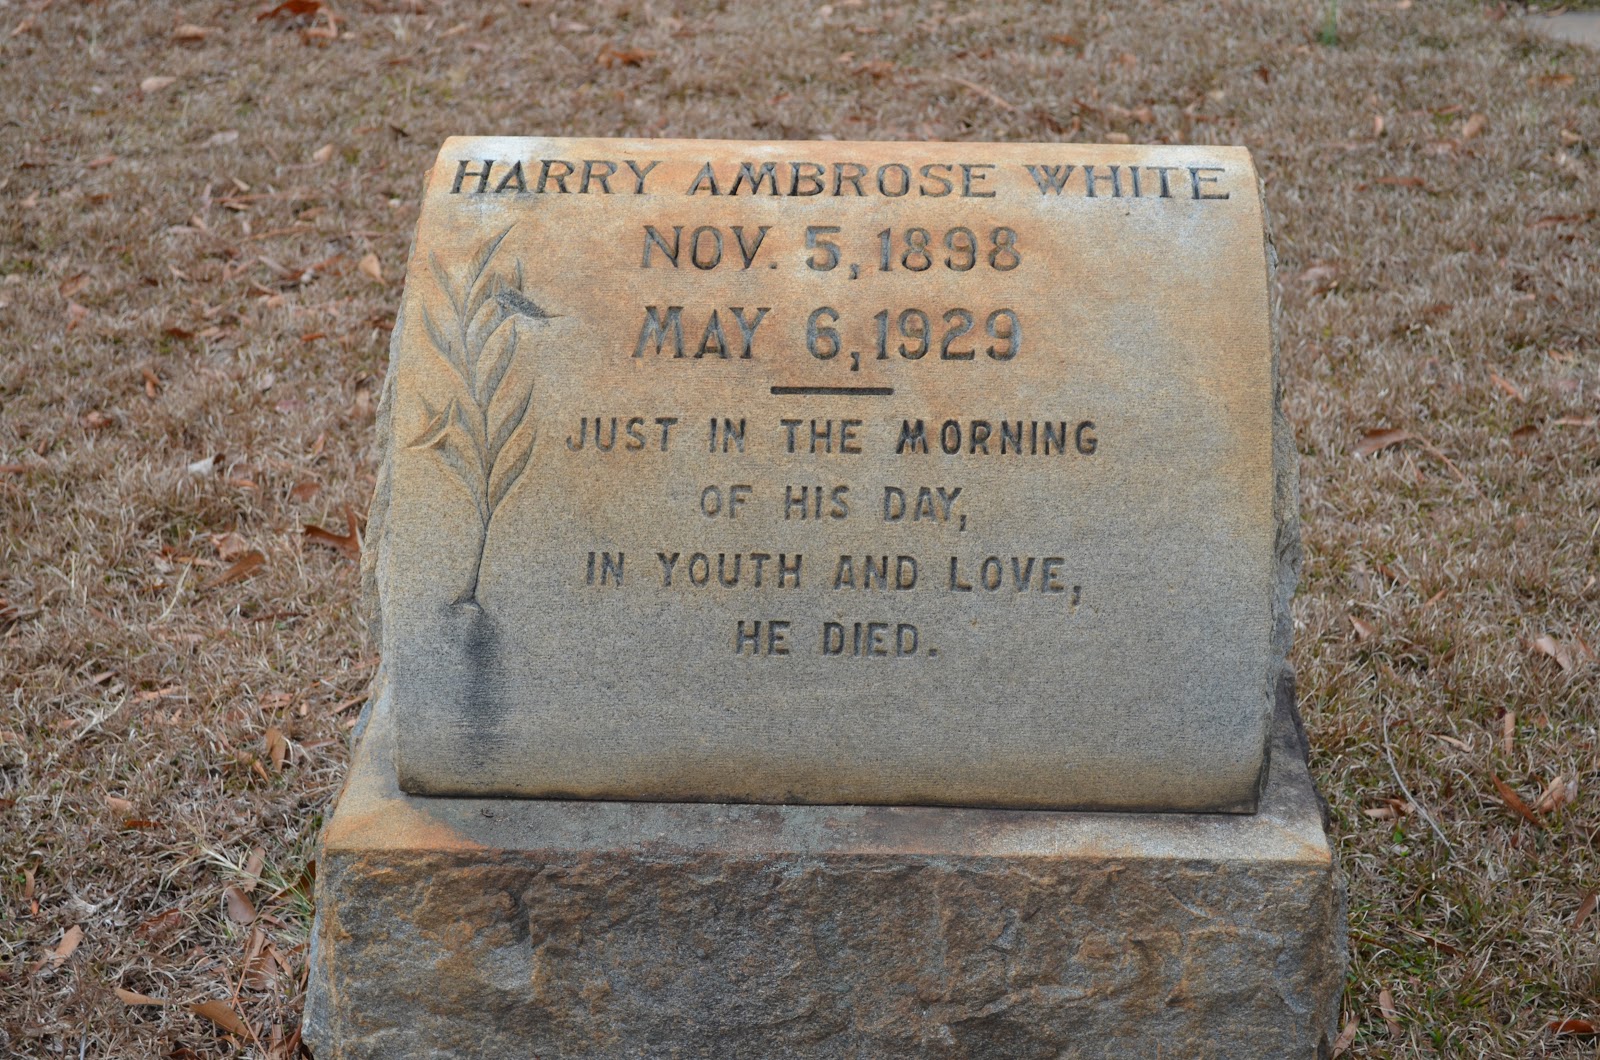 HARRY AMBROSE WHITE
NOV. 5, 1898
MAY 6, 1929
JUST IN THE MORNING
OF HIS DAY,
IN YOUTH AND LOVE,
HE DIED.